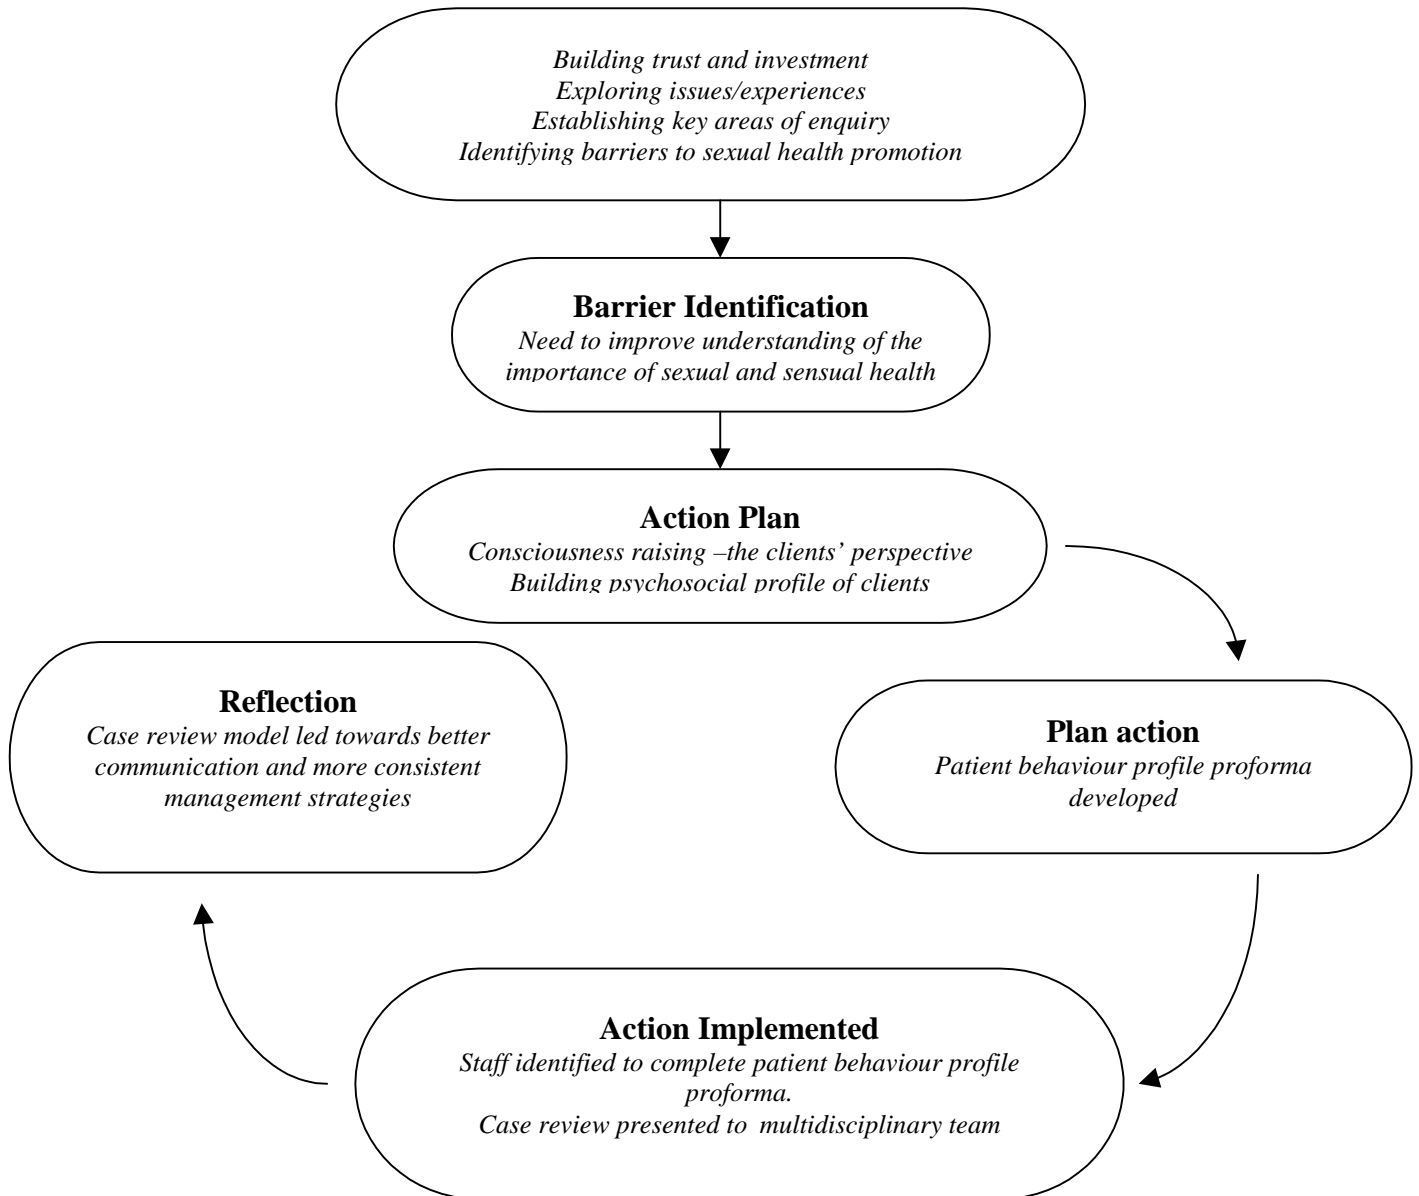 Building trust and investment
Exploring issues/experiences
Establishing key areas of enquiry
Identifying barriers to sexual health promotion
Barrier Identification
Need to improve understanding of the
importance of sexual and sensual health
Action Plan
Consciousness raising –the clients’ perspective
Building psychosocial profile of clients
Reflection
Case review model led towards better
communication and more consistent
management strategies
Plan action
Patient behaviour profile proforma
developed
Action Implemented
Staff identified to complete patient behaviour profile
proforma.
Case review presented to  multidisciplinary team